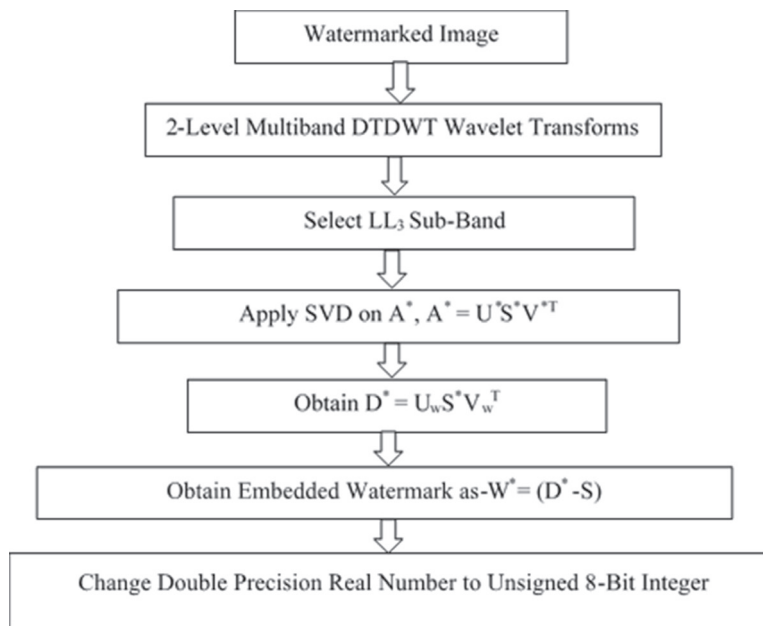 Watermarked Image
2-Level Multiband DTDWT Wavelet Transforms
Select LL₃ Sub-Band
Apply SVD on A*, A* = U*S*V*ᵀ
Obtain D* = UwS*Vwᵀ
Obtain Embedded Watermark as-W*= (D* -S)
Change Double Precision Real Number to Unsigned 8-Bit Integer